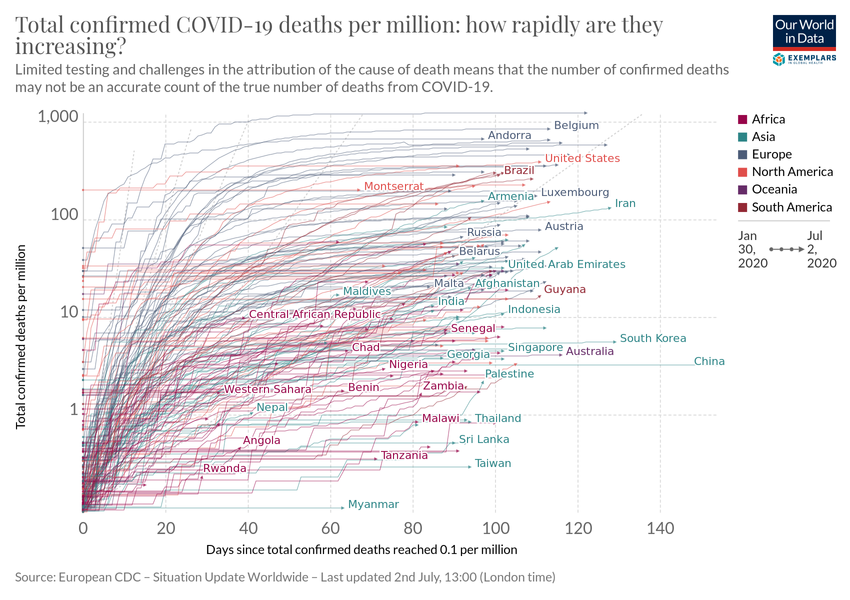 Total confirmed COVID-19 deaths per million: how rapidly are they
increasing?
Our World
in Data
EXEMPLARS
IN GLOBAL HEALTH
Limited testing and challenges in the attribution of the cause of death means that the number of confirmed deaths
may not be an accurate count of the true number of deaths from COVID-19.
Total confirmed deaths per million
1,000
100
10
1
Belgium
Andorra
United States
Brazil
Montserrat
Luxembourg
Armenia
Iran
Austria
Russia
Belarus
United Arab Emirates
Malta
Afghanistan
Maldives
Guyana
India
Indonesia
Central African Republic
Senegal
South Korea
Chad
Singapore
Australia
Georgia
China
Nigeria
Palestine
Western Sahara
Benin
Zambia
Nepal
Malawi
Thailand
Angola
Sri Lanka
Tanzania
Taiwan
Rwanda
Myanmar
0
20
40
60
80
100
120
140
Days since total confirmed deaths reached 0.1 per million
Africa
Asia
Europe
North America
Oceania
South America
Jan
30,
2020
Jul
2,
2020
Source: European CDC – Situation Update Worldwide – Last updated 2nd July, 13:00 (London time)